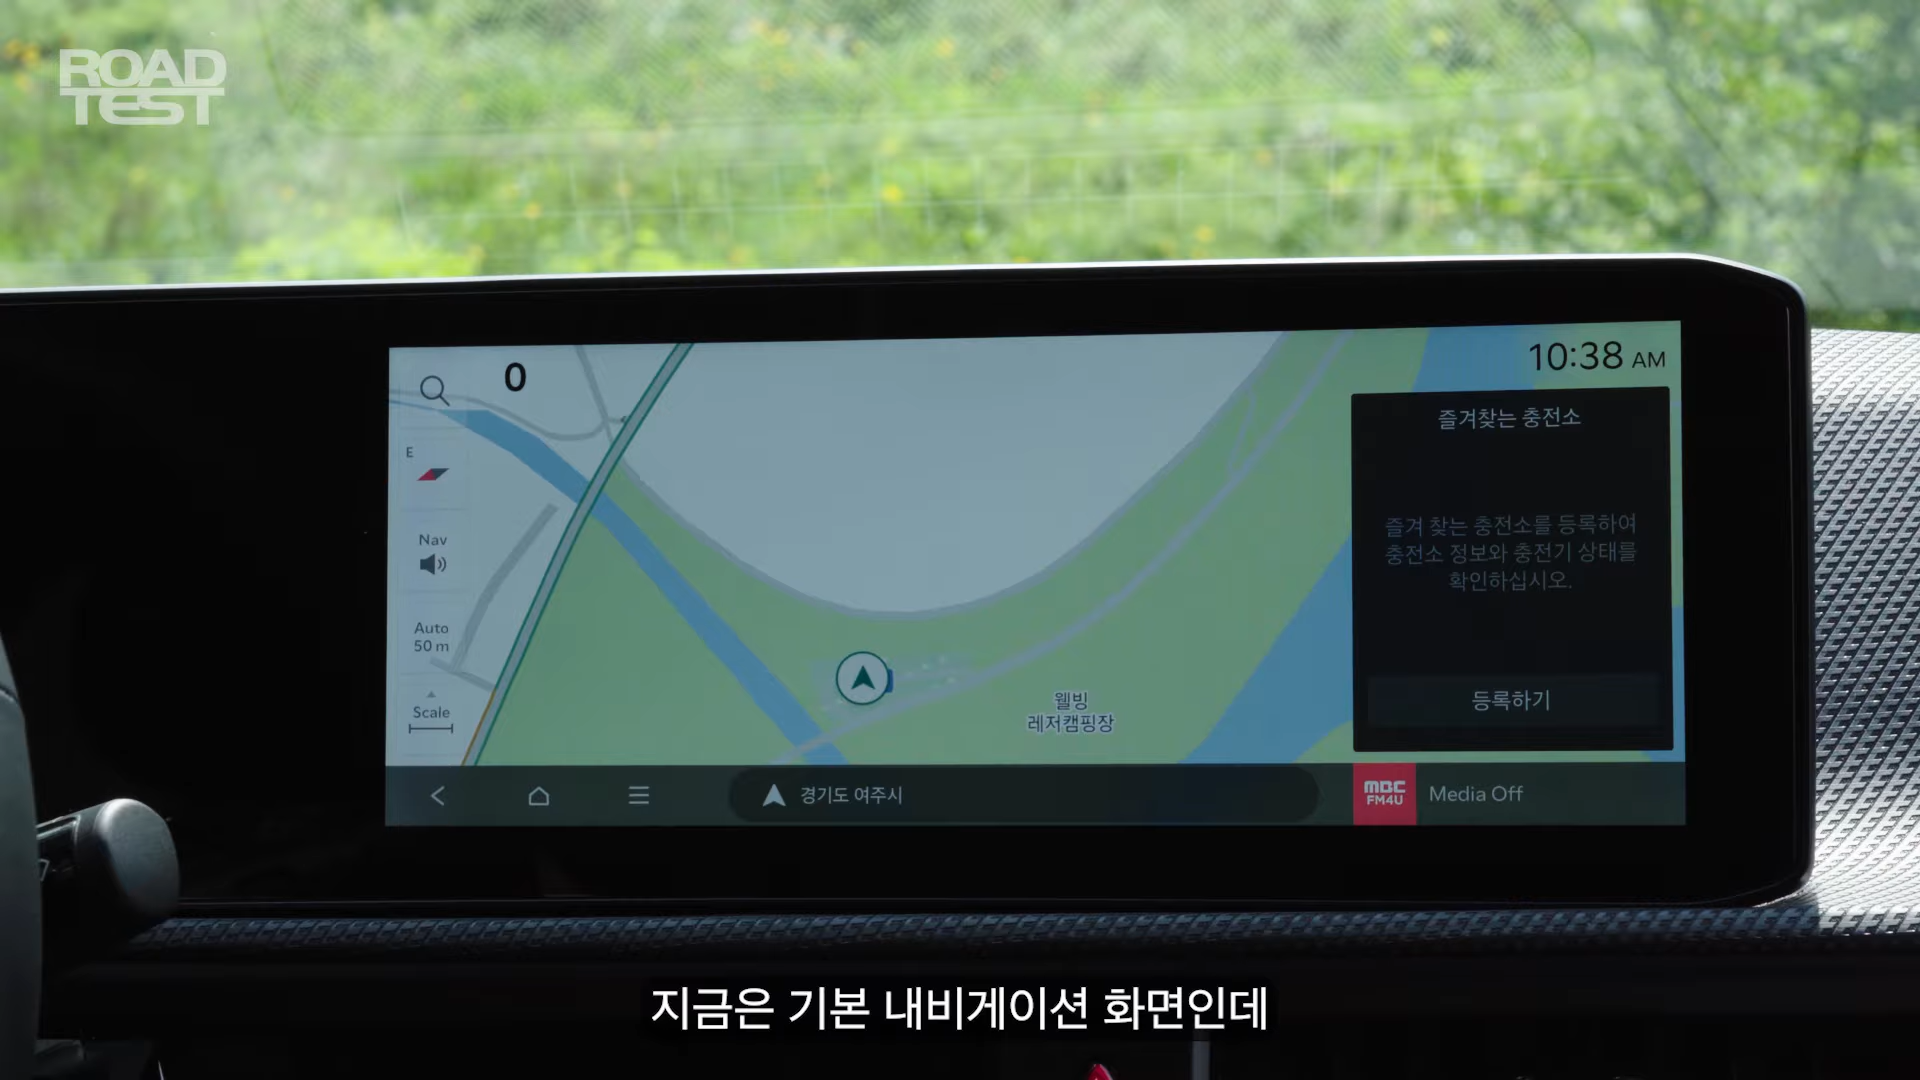 ROAD
TEST
0
10:38 AM
E
Nav
Auto
50 m
Scale
웰빙
레저캠핑장
즐겨찾는 충전소
즐겨 찾는 충전소를 등록하여
충전소 정보와 충전기 상태를
확인하십시오.
등록하기
경기도 여주시
MBC
FM4U
Media Off
지금은 기본 내비게이션 화면인데